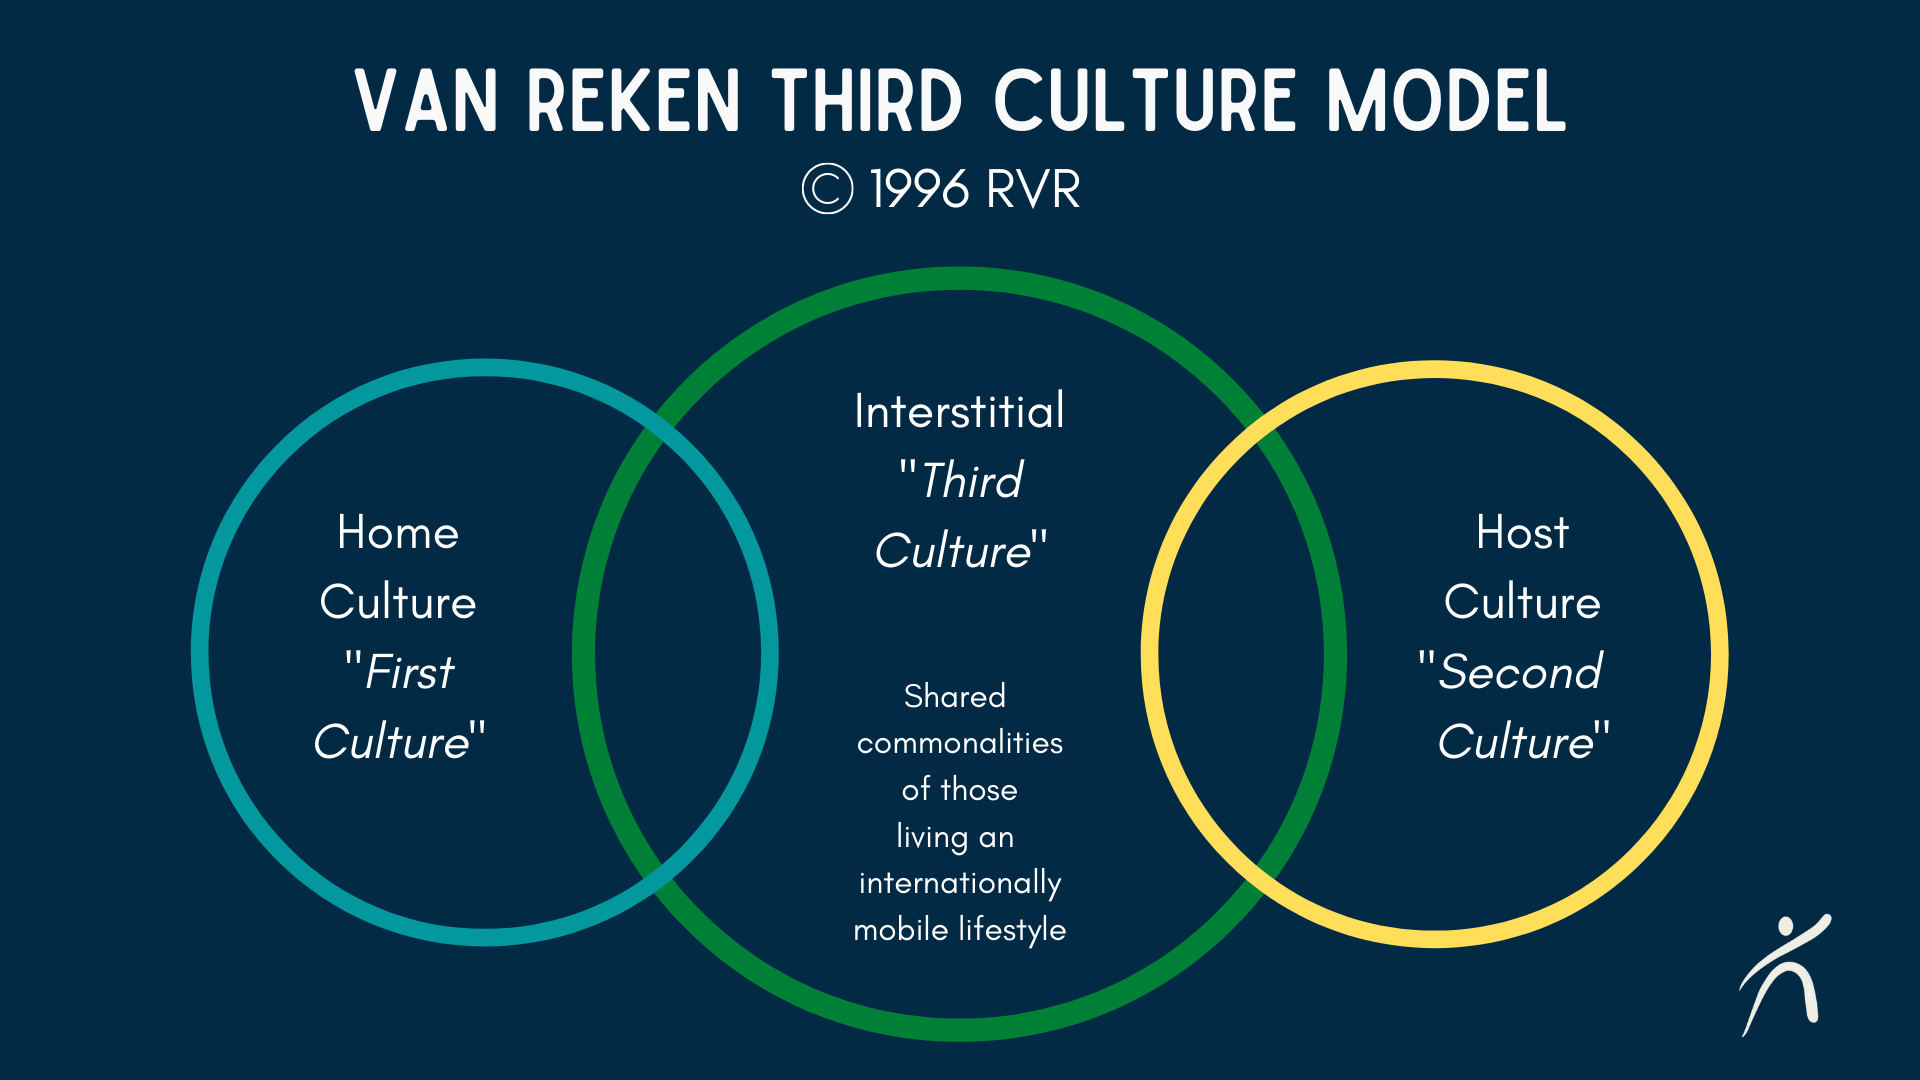 VAN REKEN THIRD CULTURE MODEL
© 1996 RVR
Home
Culture
"First
Culture"
Interstitial
"Third
Culture"
Shared
commonalities
of those
living an
internationally
mobile lifestyle
Host
Culture
"Second
Culture"